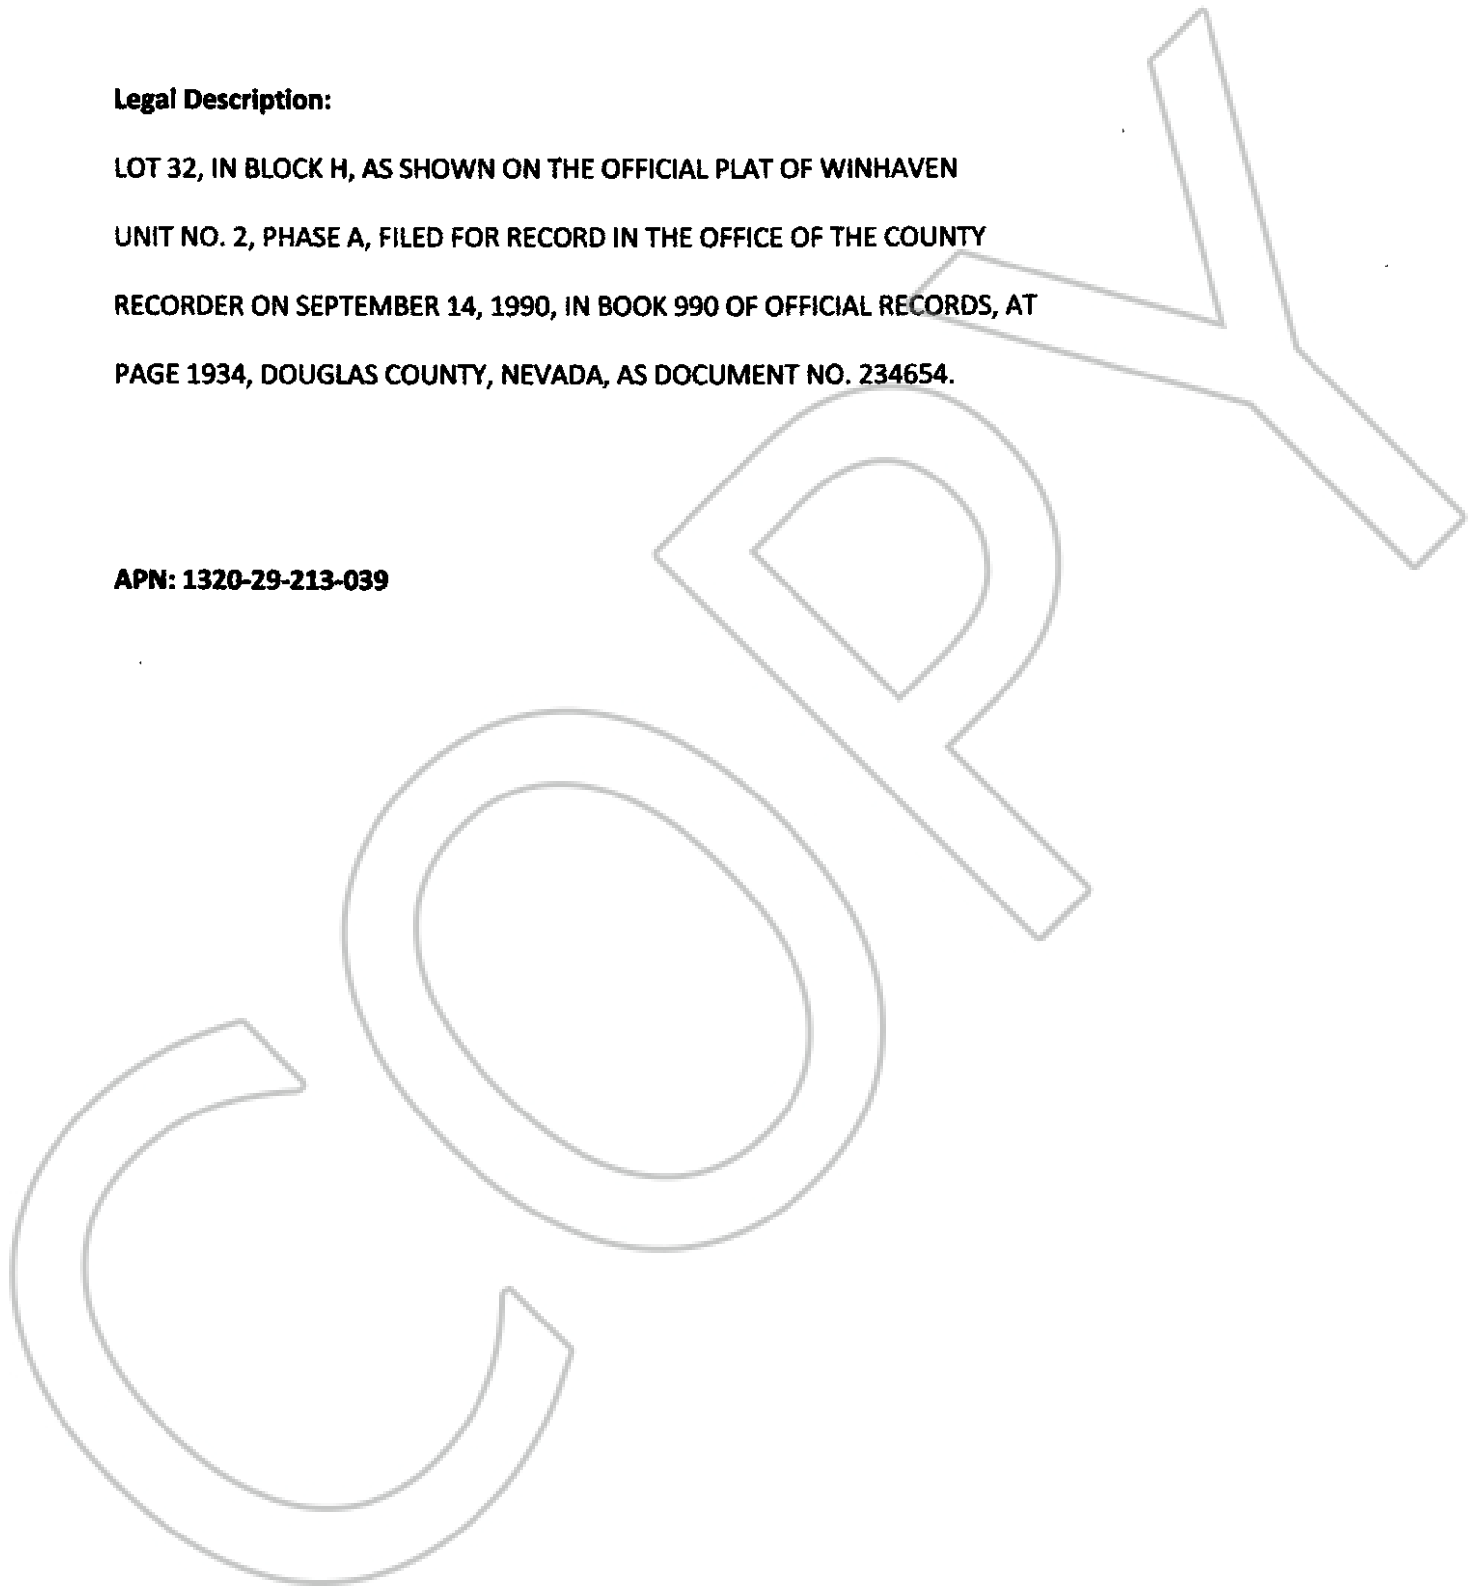 Legal Description:
LOT 32, IN BLOCK H, AS SHOWN ON THE OFFICIAL PLAT OF WINHAVEN
UNIT NO. 2, PHASE A, FILED FOR RECORD IN THE OFFICE OF THE COUNTY
RECORDER ON SEPTEMBER 14, 1990, IN BOOK 990 OF OFFICIAL RECORDS, AT
PAGE 1934, DOUGLAS COUNTY, NEVADA, AS DOCUMENT NO. 234654.
APN: 1320-29-213-039
COPY